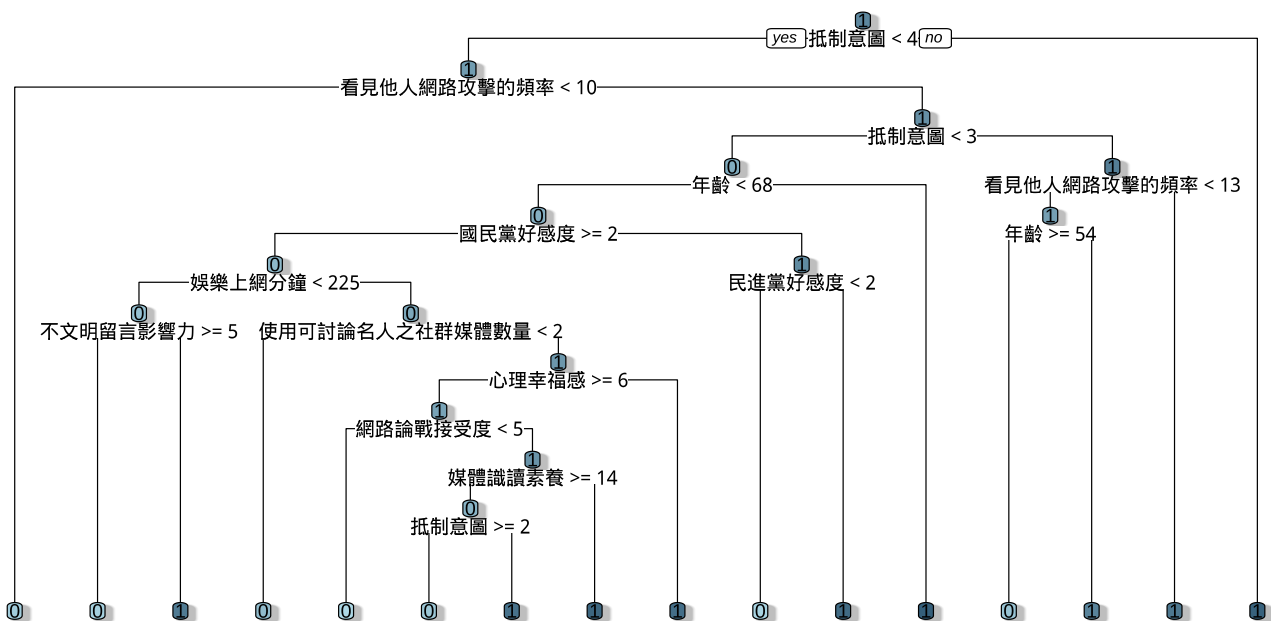 1
yes 抵制意圖 < 4 no
1
看見他人網路攻擊的頻率 < 10
1
抵制意圖 < 3
0 1
年齡 < 68 看見他人網路攻擊的頻率 < 13
0 1
國民黨好感度 >= 2 年齡 >= 54
0 1
娛樂上網分鐘 < 225 民進黨好感度 < 2
0 0
不文明留言影響力 >= 5 使用可討論名人之社群媒體數量 < 2
1
心理幸福感 >= 6
1
網路論戰接受度 < 5
1
媒體識讀素養 >= 14
0
抵制意圖 >= 2
0 0 1 0 0 0 1 1 1 0 1 1 0 1 1 1